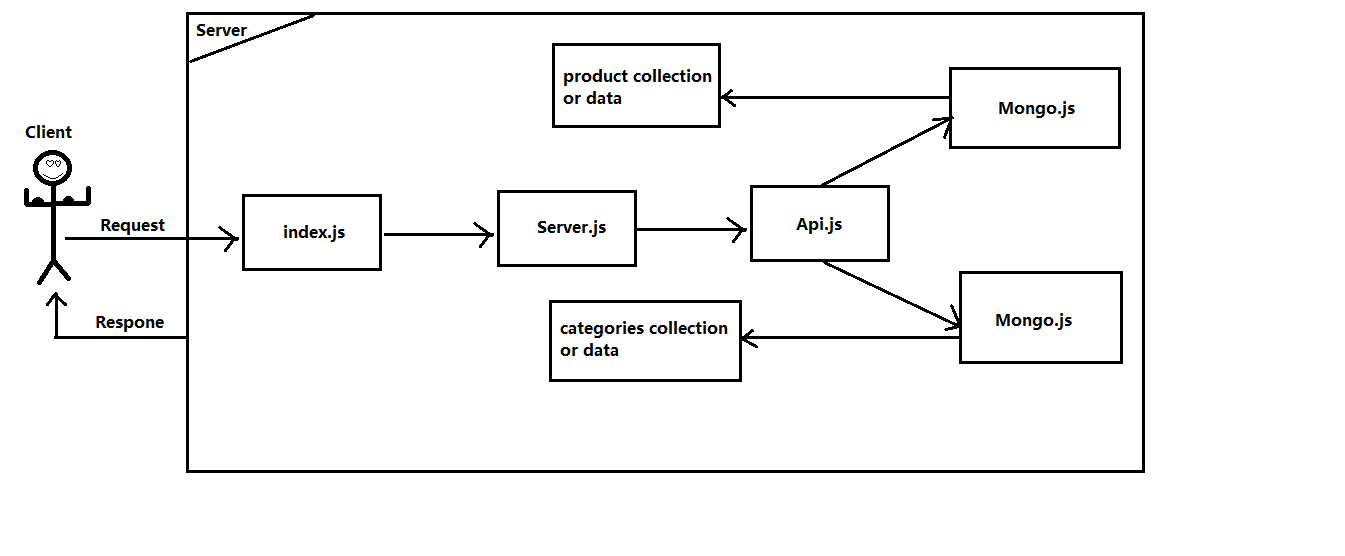 Server
product collection
or data
Mongo.js
Client
Request
index.js
Server.js
Api.js
Respone
categories collection
or data
Mongo.js